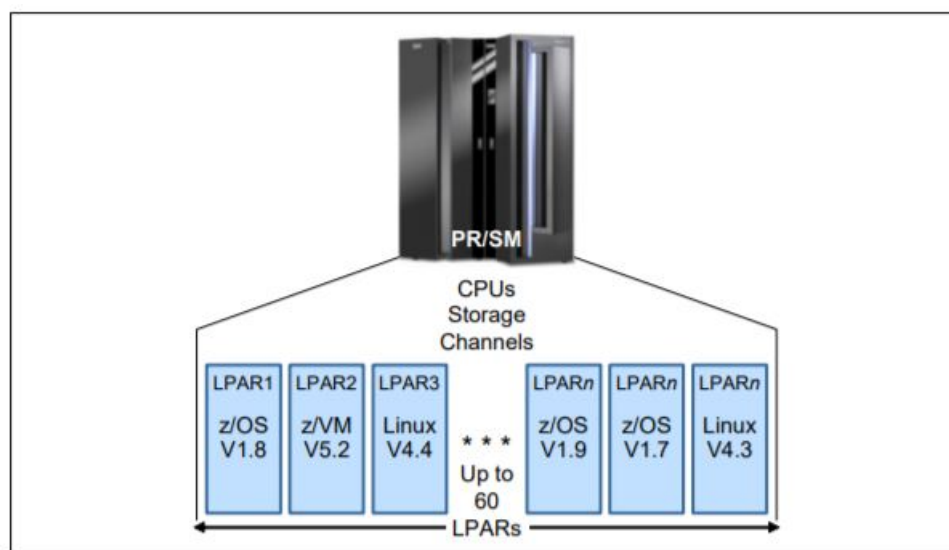 PR/SM
CPUs
Storage
Channels
LPAR1
z/OS
V1.8
LPAR2
z/VM
V5.2
LPAR3
Linux
V4.4
* * *
Up to
60
LPARn
z/OS
V1.9
LPARn
z/OS
V1.7
LPARn
Linux
V4.3
LPARs